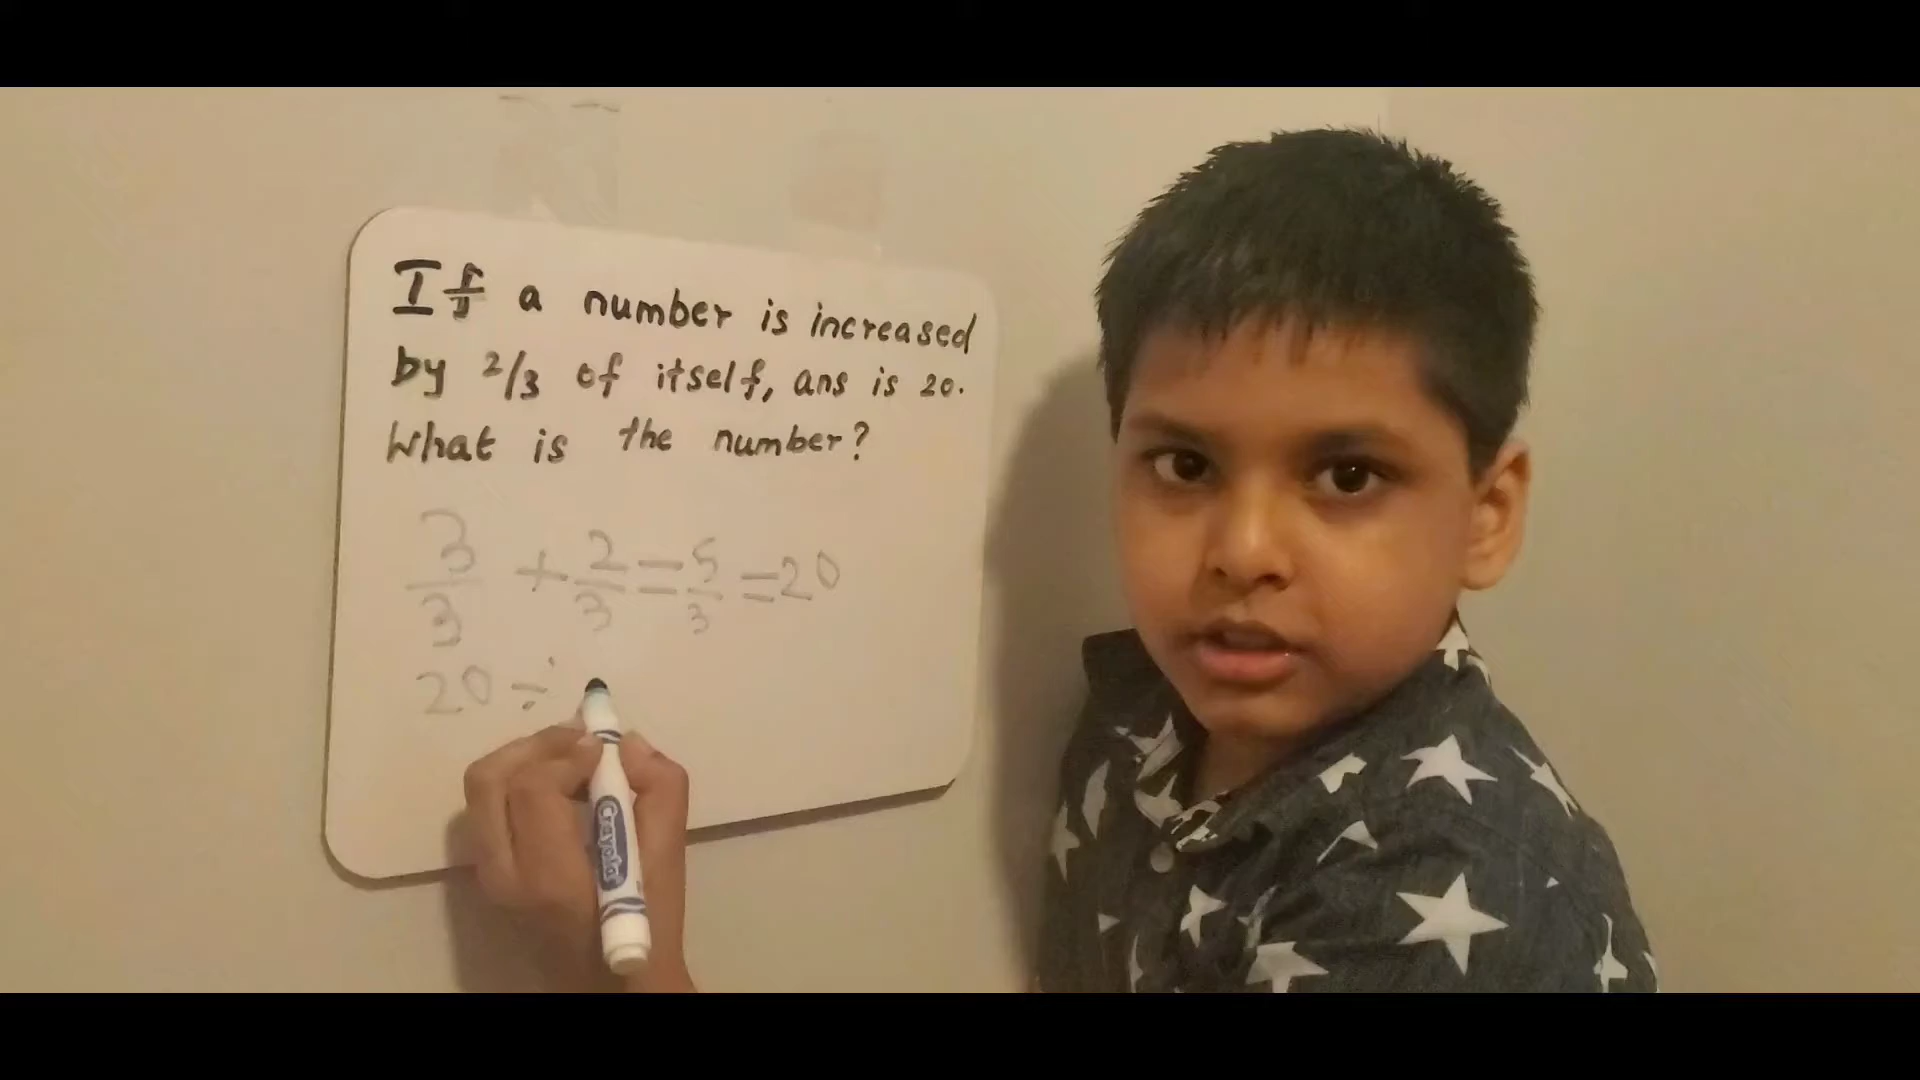 If a number is increased
by 2/3 of itself, ans is 20.
What is the number?
3/3 + 2/3 = 5/3 = 20
20 ÷
Crayola